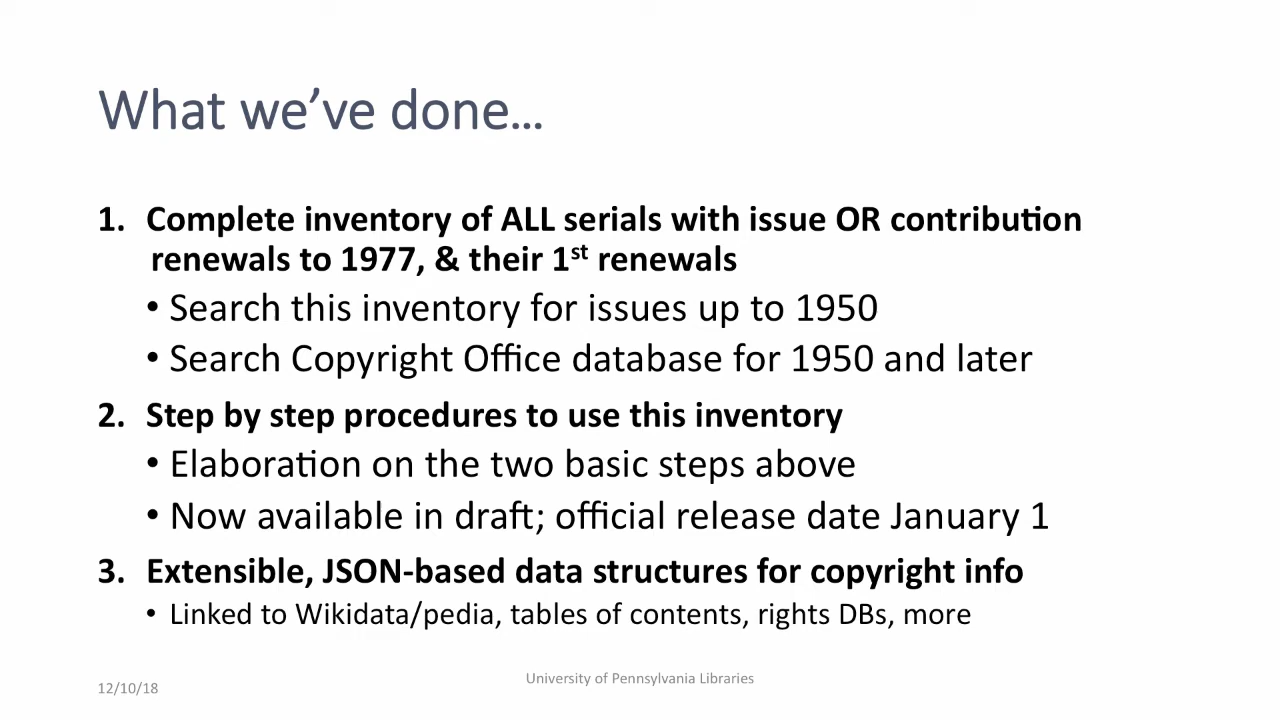 What we’ve done…
1. Complete inventory of ALL serials with issue OR contribution
renewals to 1977, & their 1st renewals
• Search this inventory for issues up to 1950
• Search Copyright Office database for 1950 and later
2. Step by step procedures to use this inventory
• Elaboration on the two basic steps above
• Now available in draft; official release date January 1
3. Extensible, JSON-based data structures for copyright info
• Linked to Wikidata/pedia, tables of contents, rights DBs, more
12/10/18
University of Pennsylvania Libraries